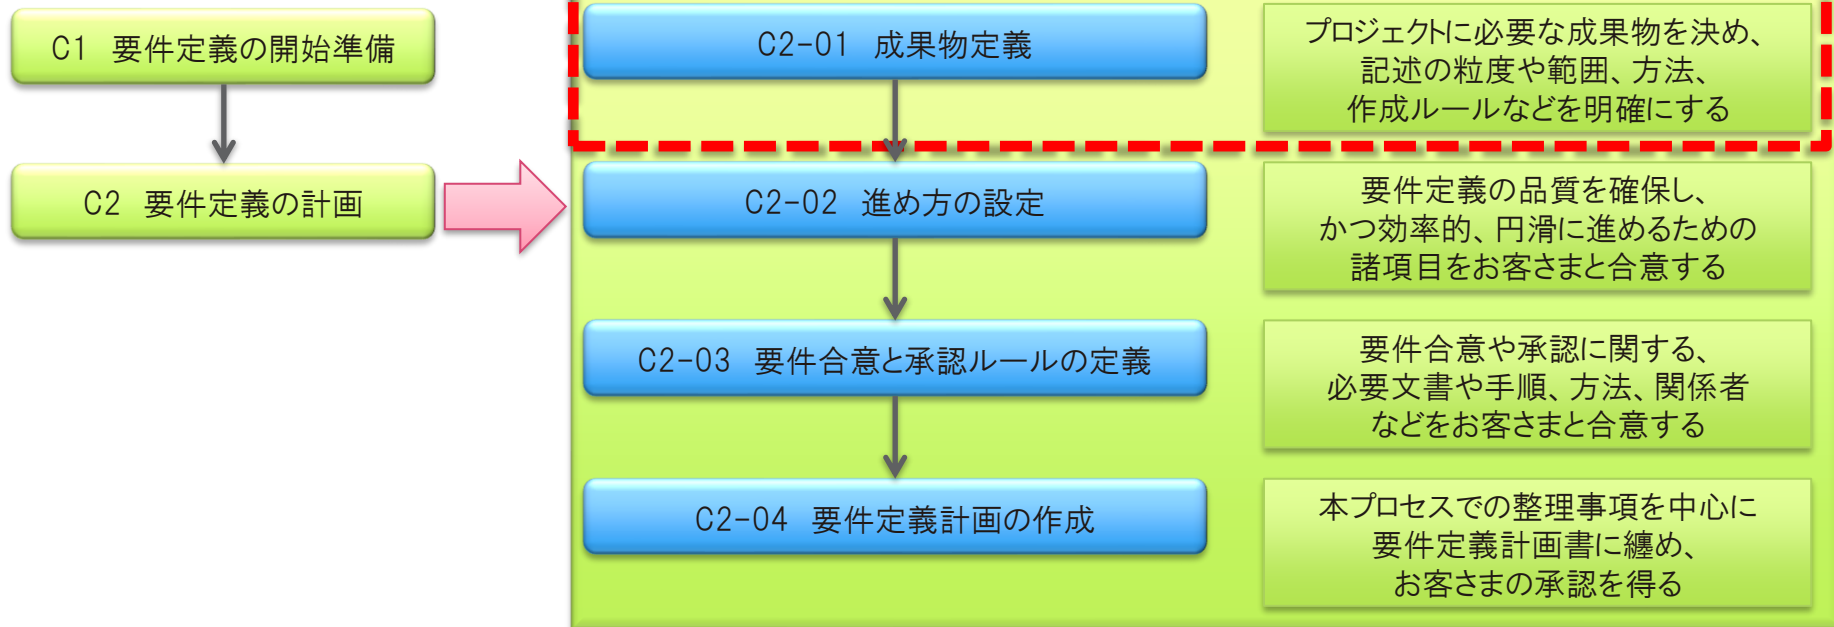 C1 要件定義の開始準備
C2 要件定義の計画
C2-01 成果物定義
プロジェクトに必要な成果物を決め、
記述の粒度や範囲、方法、
作成ルールなどを明確にする
C2-02 進め方の設定
要件定義の品質を確保し、
かつ効率的、円滑に進めるための
諸項目をお客さまと合意する
C2-03 要件合意と承認ルールの定義
要件合意や承認に関する、
必要文書や手順、方法、関係者
などをお客さまと合意する
C2-04 要件定義計画の作成
本プロセスでの整理事項を中心に
要件定義計画書に纏め、
お客さまの承認を得る